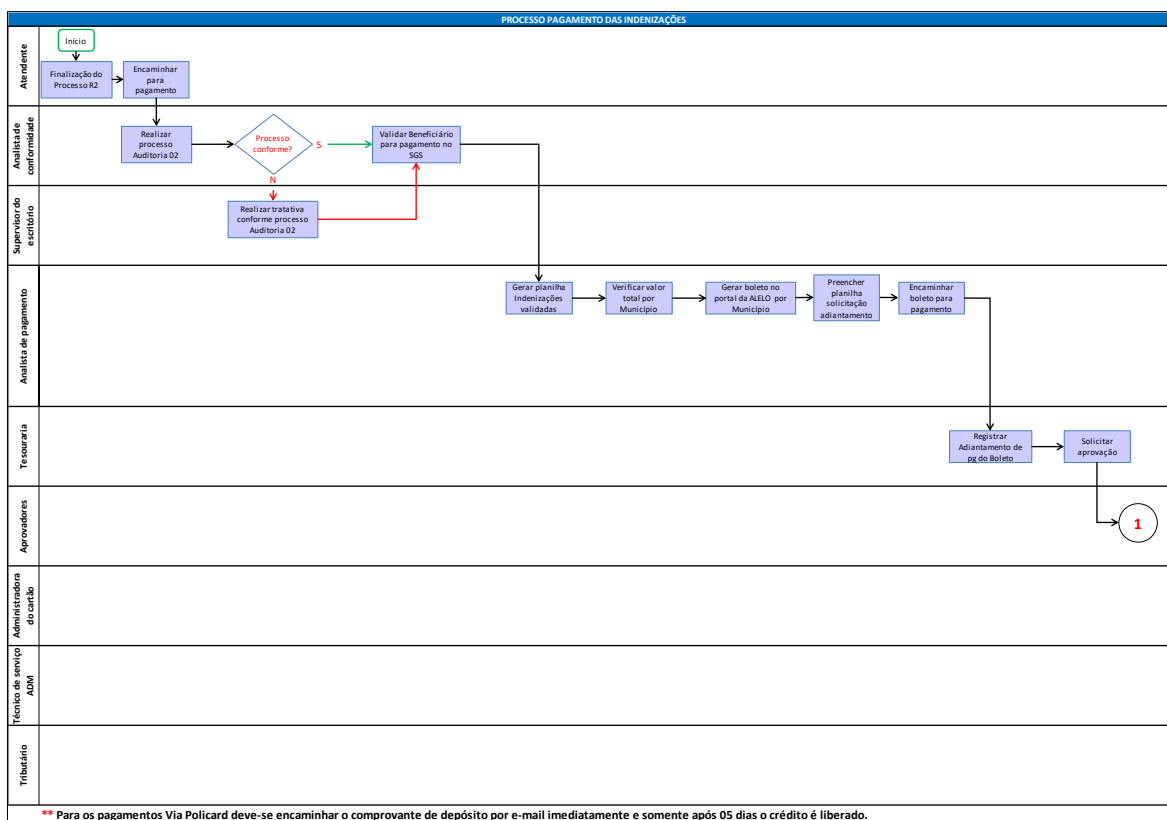 PROCESSO PAGAMENTO DAS INDENIZAÇÕES
Atendente
Início
Finalização do
Processo R2
Encaminhar
para
pagamento
Analista de
conformidade
Realizar
processo
Auditoria 02
Processo
conforme?
S
N
Validar Beneficiário
para pagamento no
SGS
Supervisor do
escritório
Realizar tratativa
conforme processo
Auditoria 02
Analista de pagamento
Gerar planilha
Indenizações
validadas
Verificar valor
total por
Município
Gerar boleto no
portal da ALELO por
Município
Preencher
planilha
solicitação
adiantamento
Encaminhar
boleto para
pagamento
Tesouraria
Registrar
Adiantamento de
pg do Boleto
Solicitar
aprovação
Aprovadores
1
Administradora
do cartão
Técnico de serviço
ADM
Tributário
** Para os pagamentos Via Policard deve-se encaminhar o comprovante de depósito por e-mail imediatamente e somente após 05 dias o crédito é liberado.